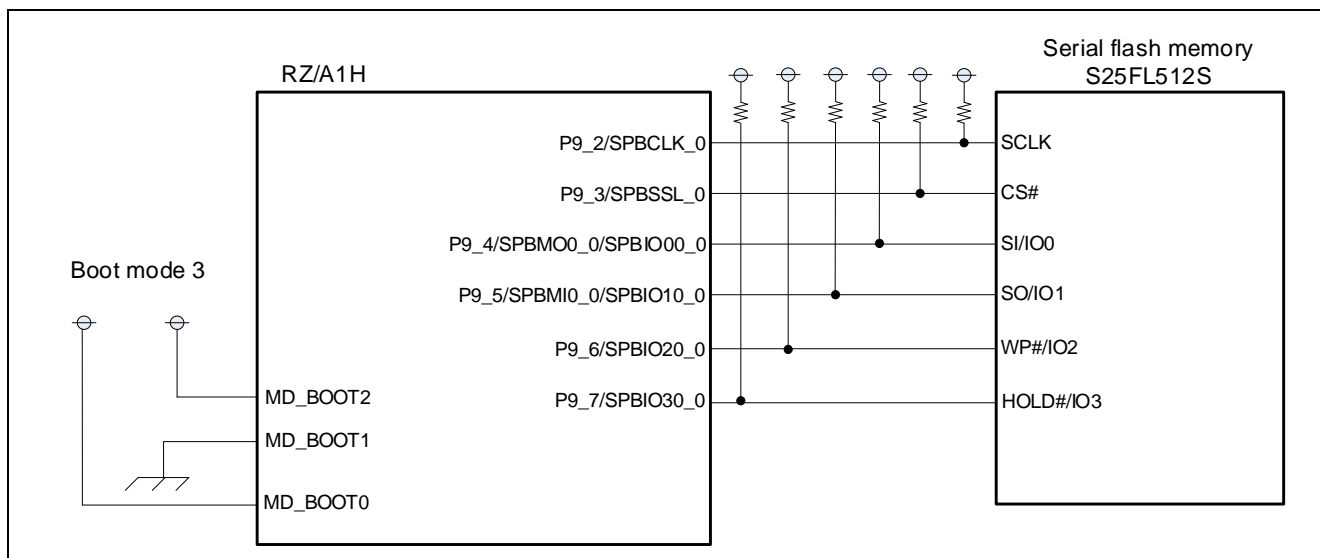 RZ/A1H
Serial flash memory
S25FL512S
P9_2/SPBCLK_0
SCLK
P9_3/SPBSSL_0
CS#
P9_4/SPBMO0_0/SPBIO00_0
SI/IO0
Boot mode 3
P9_5/SPBMI0_0/SPBIO10_0
SO/IO1
P9_6/SPBIO20_0
WP#/IO2
MD_BOOT2
P9_7/SPBIO30_0
HOLD#/IO3
MD_BOOT1
MD_BOOT0